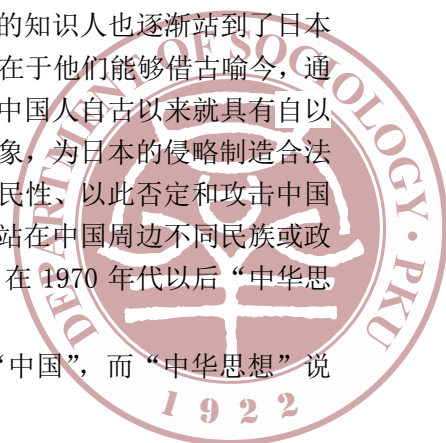 的知识人也逐渐站到了日本
在于他们能够借古喻今，通
中国人自古以来就具有自以
象，为日本的侵略制造合法
民性、以此否定和攻击中国
站在中国周边不同民族或政
在 1970 年代以后“中华思
“中国”，而“中华思想”说
DEPARTMENT OF SOCIOLOGY · PKU
1922